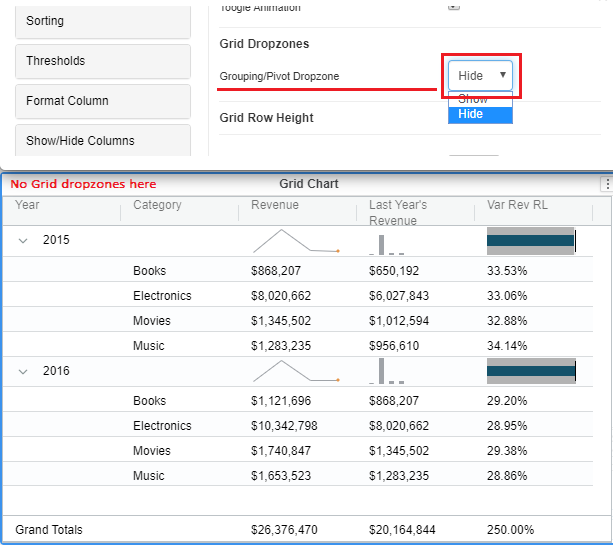 Toogle Animation
Sorting
Grid Dropzones
Thresholds
Grouping/Pivot Dropzone
Hide
Show
Hide
Format Column
Grid Row Height
Show/Hide Columns
No Grid dropzones here
Grid Chart
Year Category Revenue Last Year's Revenue Var Rev RL
2015
Books $868,207 $650,192 33.53%
Electronics $8,020,662 $6,027,843 33.06%
Movies $1,345,502 $1,012,594 32.88%
Music $1,283,235 $956,610 34.14%
2016
Books $1,121,696 $868,207 29.20%
Electronics $10,342,798 $8,020,662 28.95%
Movies $1,740,847 $1,345,502 29.38%
Music $1,653,523 $1,283,235 28.86%
Grand Totals $26,376,470 $20,164,844 250.00%